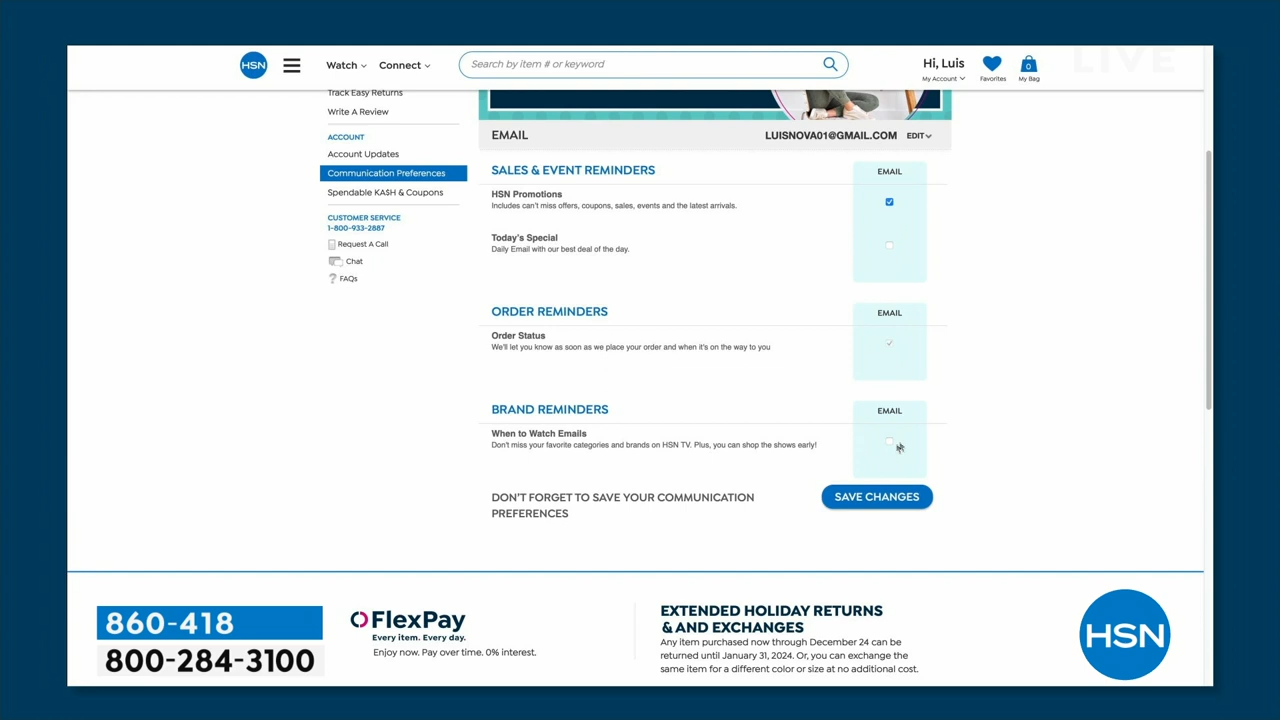 HSN
Watch
Connect
Search by item # or keyword
Hi, Luis
My Account
Favorites
0
My Bag
LIVE
Track Easy Returns
Write A Review
ACCOUNT
Account Updates
Communication Preferences
Spendable KASH & Coupons
CUSTOMER SERVICE
1-800-933-2887
Request A Call
Chat
FAQs
EMAIL
LUISNOVA01@GMAIL.COM
EDIT
SALES & EVENT REMINDERS
EMAIL
HSN Promotions
Includes can't miss offers, coupons, sales, events and the latest arrivals.
Today's Special
Daily Email with our best deal of the day.
ORDER REMINDERS
EMAIL
Order Status
We'll let you know as soon as we place your order and when it's on the way to you
BRAND REMINDERS
EMAIL
When to Watch Emails
Don't miss your favorite categories and brands on HSN TV. Plus, you can shop the shows early!
DON'T FORGET TO SAVE YOUR COMMUNICATION
PREFERENCES
SAVE CHANGES
860-418
800-284-3100
FlexPay
Every item. Every day.
Enjoy now. Pay over time. 0% interest.
EXTENDED HOLIDAY RETURNS
& AND EXCHANGES
Any item purchased now through December 24 can be
returned until January 31, 2024. Or, you can exchange the
same item for a different color or size at no additional cost.
HSN